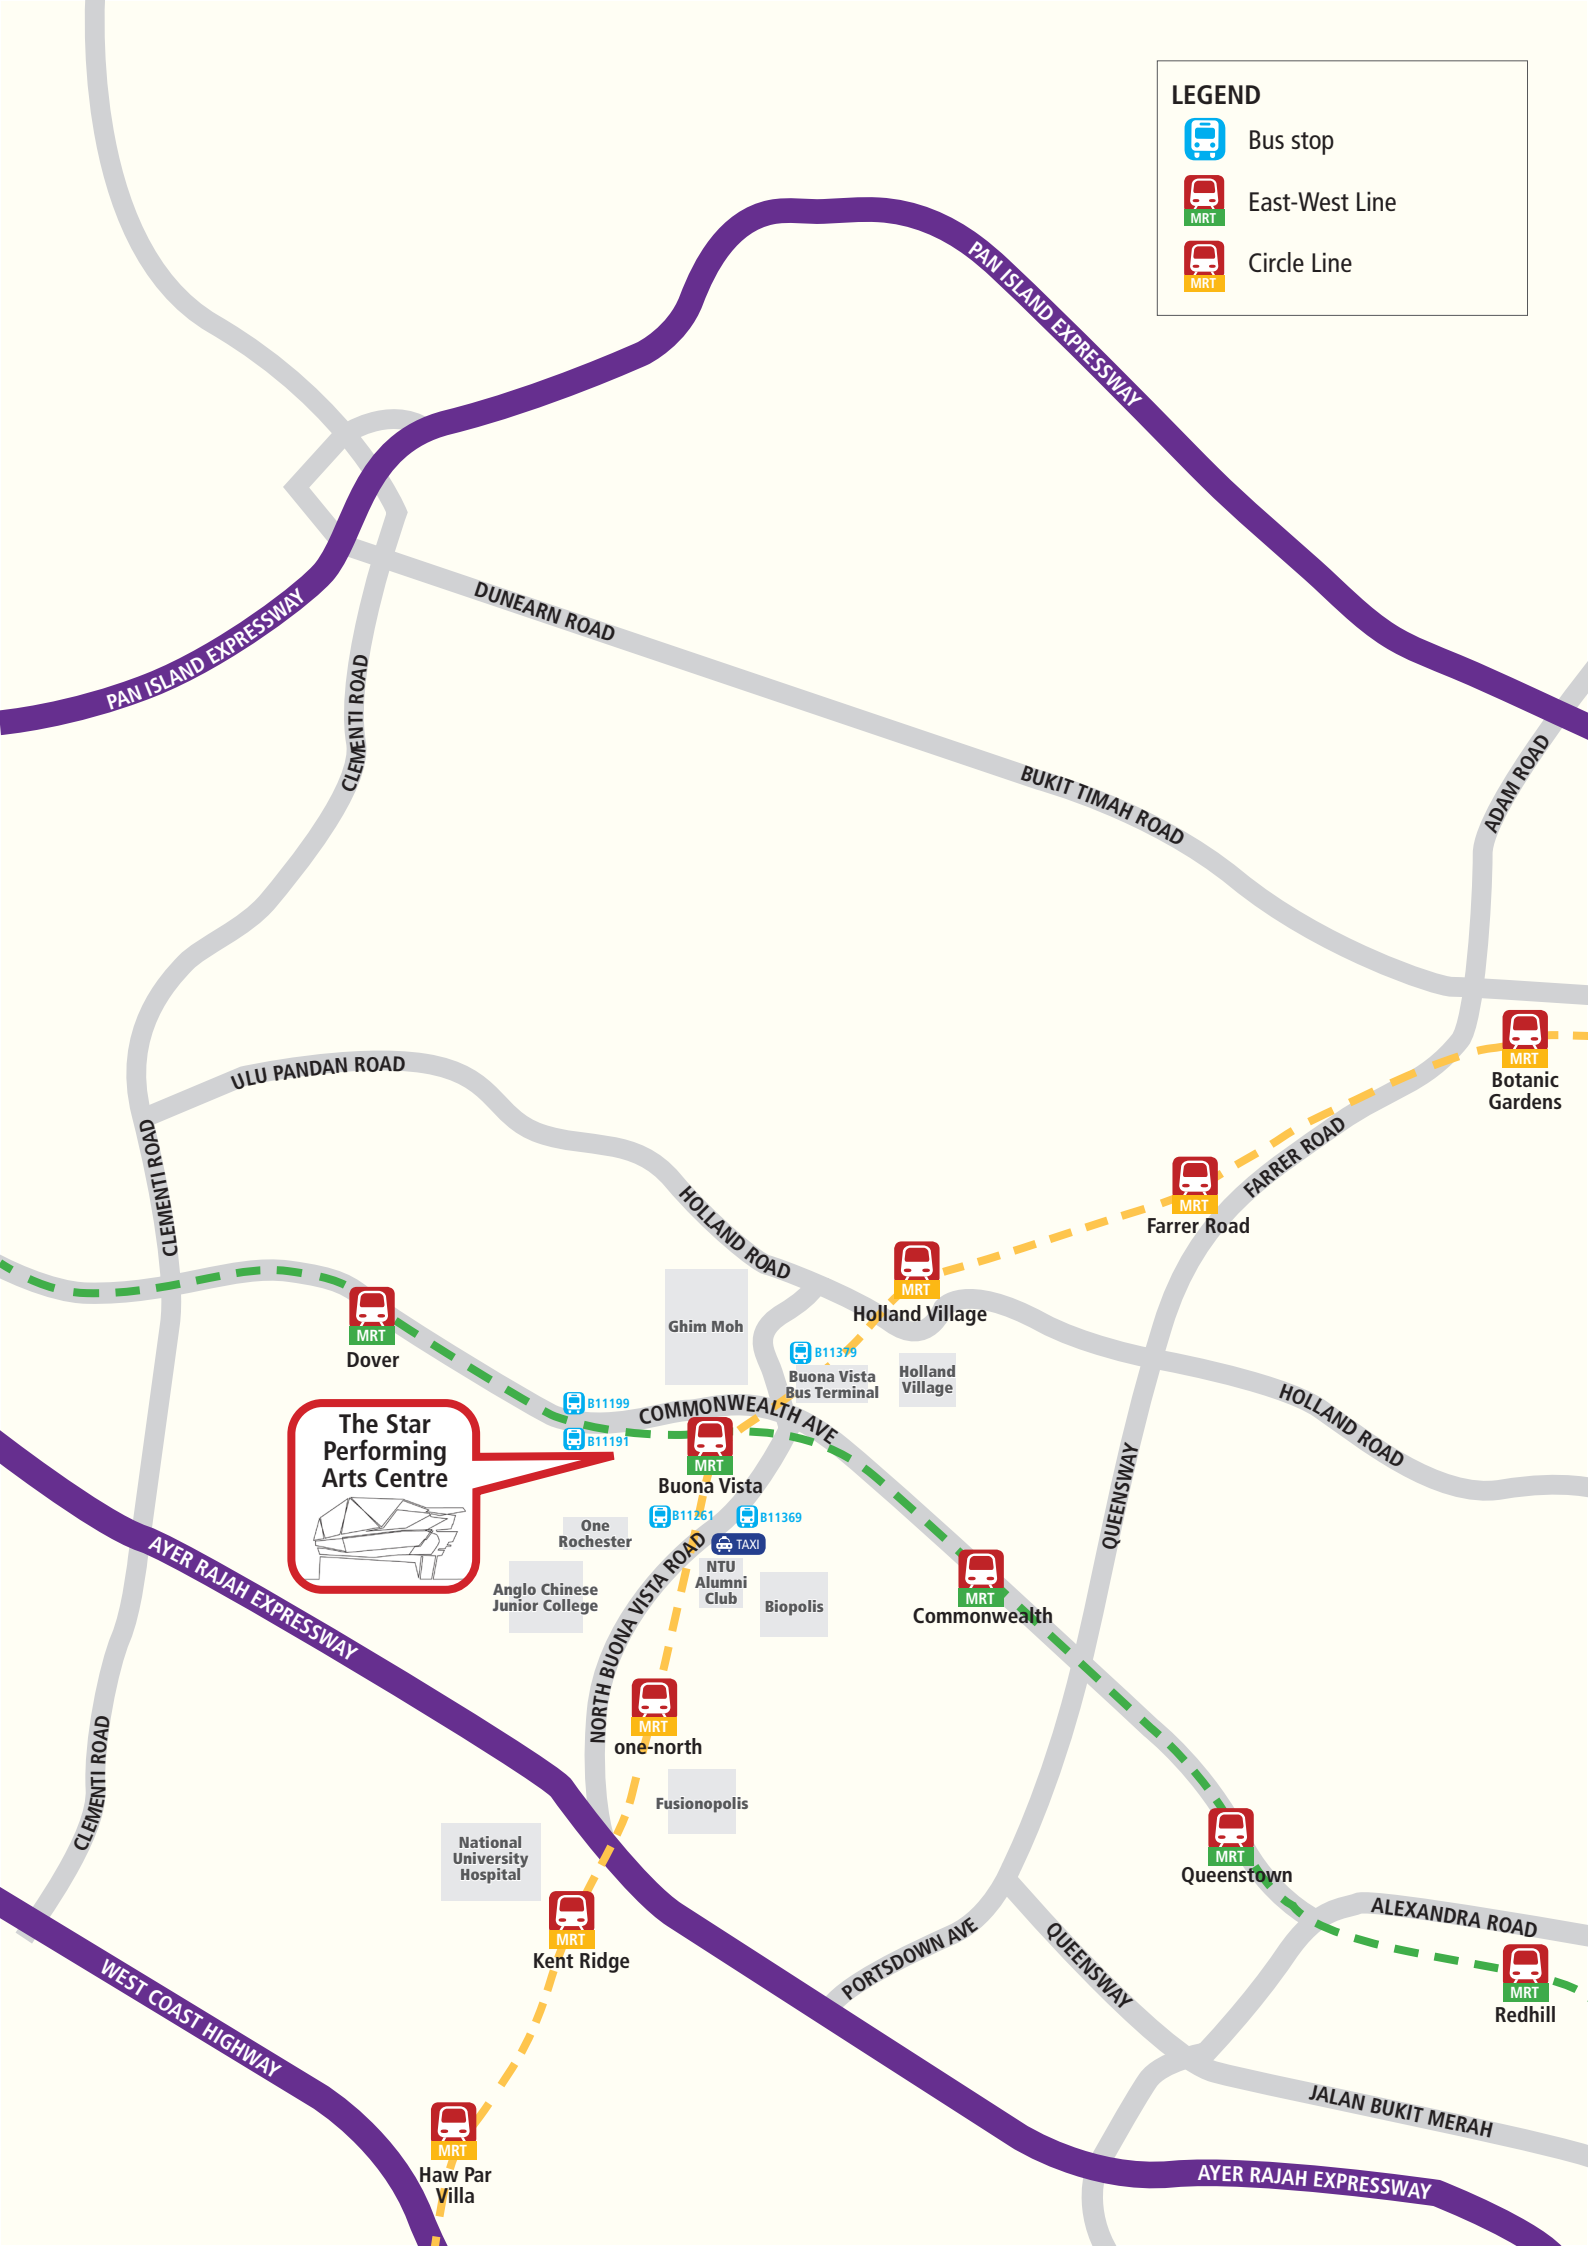 LEGEND
Bus stop
MRT
East-West Line
MRT
Circle Line
PAN ISLAND EXPRESSWAY
PAN ISLAND EXPRESSWAY
DUNEARN ROAD
CLEMENTI ROAD
BUKIT TIMAH ROAD
ADAM ROAD
MRT
Botanic
Gardens
ULU PANDAN ROAD
CLEMENTI ROAD
FARRER ROAD
MRT
Farrer Road
HOLLAND ROAD
MRT
Holland Village
Ghim Moh
MRT
Dover
B11379
Buona Vista
Bus Terminal
Holland
Village
HOLLAND ROAD
B11199
COMMONWEALTH AVE
B11191
The Star
Performing
Arts Centre
MRT
Buona Vista
QUEENSWAY
B11261
B11369
TAXI
One
Rochester
AYER RAJAH EXPRESSWAY
NORTH BUONA VISTA ROAD
NTU
Alumni
Club
Anglo Chinese
Junior College
Biopolis
MRT
Commonwealth
MRT
one-north
CLEMENTI ROAD
Fusionopolis
National
University
Hospital
MRT
Queenstown
MRT
Kent Ridge
ALEXANDRA ROAD
PORTSDOWN AVE
QUEENSWAY
MRT
Redhill
WEST COAST HIGHWAY
JALAN BUKIT MERAH
MRT
Haw Par
Villa
AYER RAJAH EXPRESSWAY